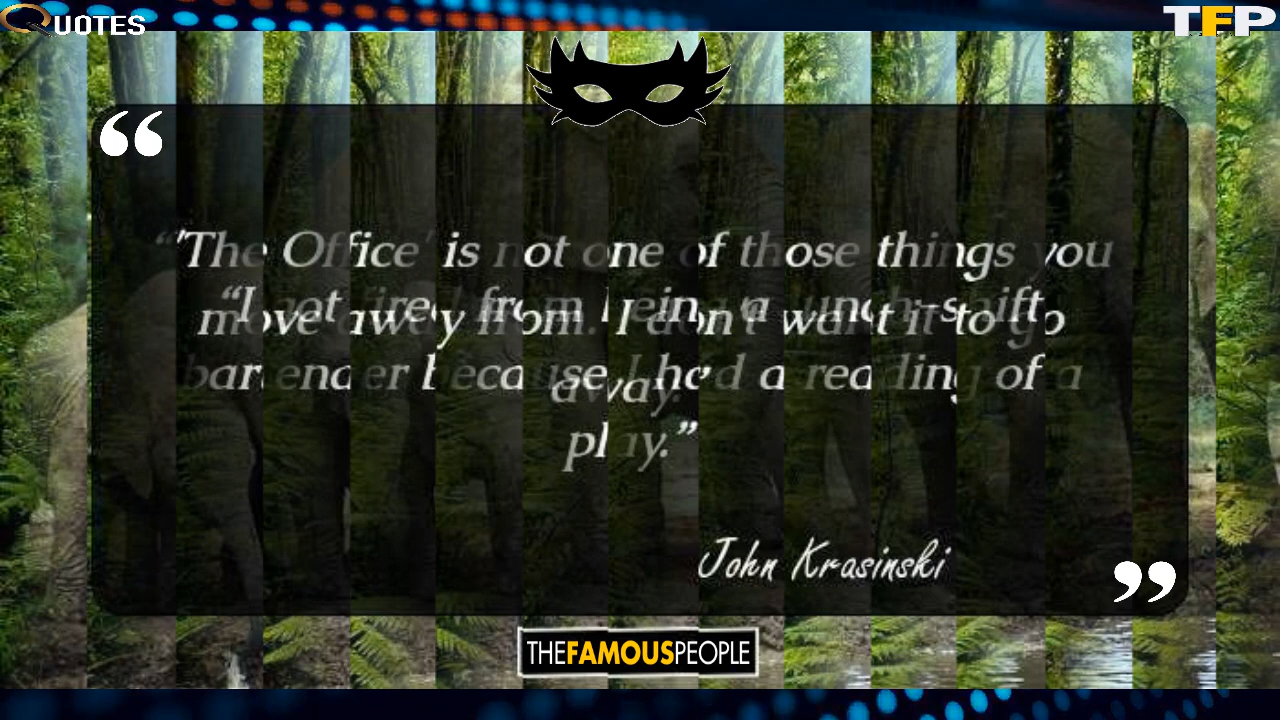 QUOTES
TFP
“
“'The Office' is not one of those things you
move away from. I don't want it to go
away.”
“I got fired from being a lunch-shift
bartender because I had a reading of a
play.”
John Krasinski
”
THEFAMOUSPEOPLE